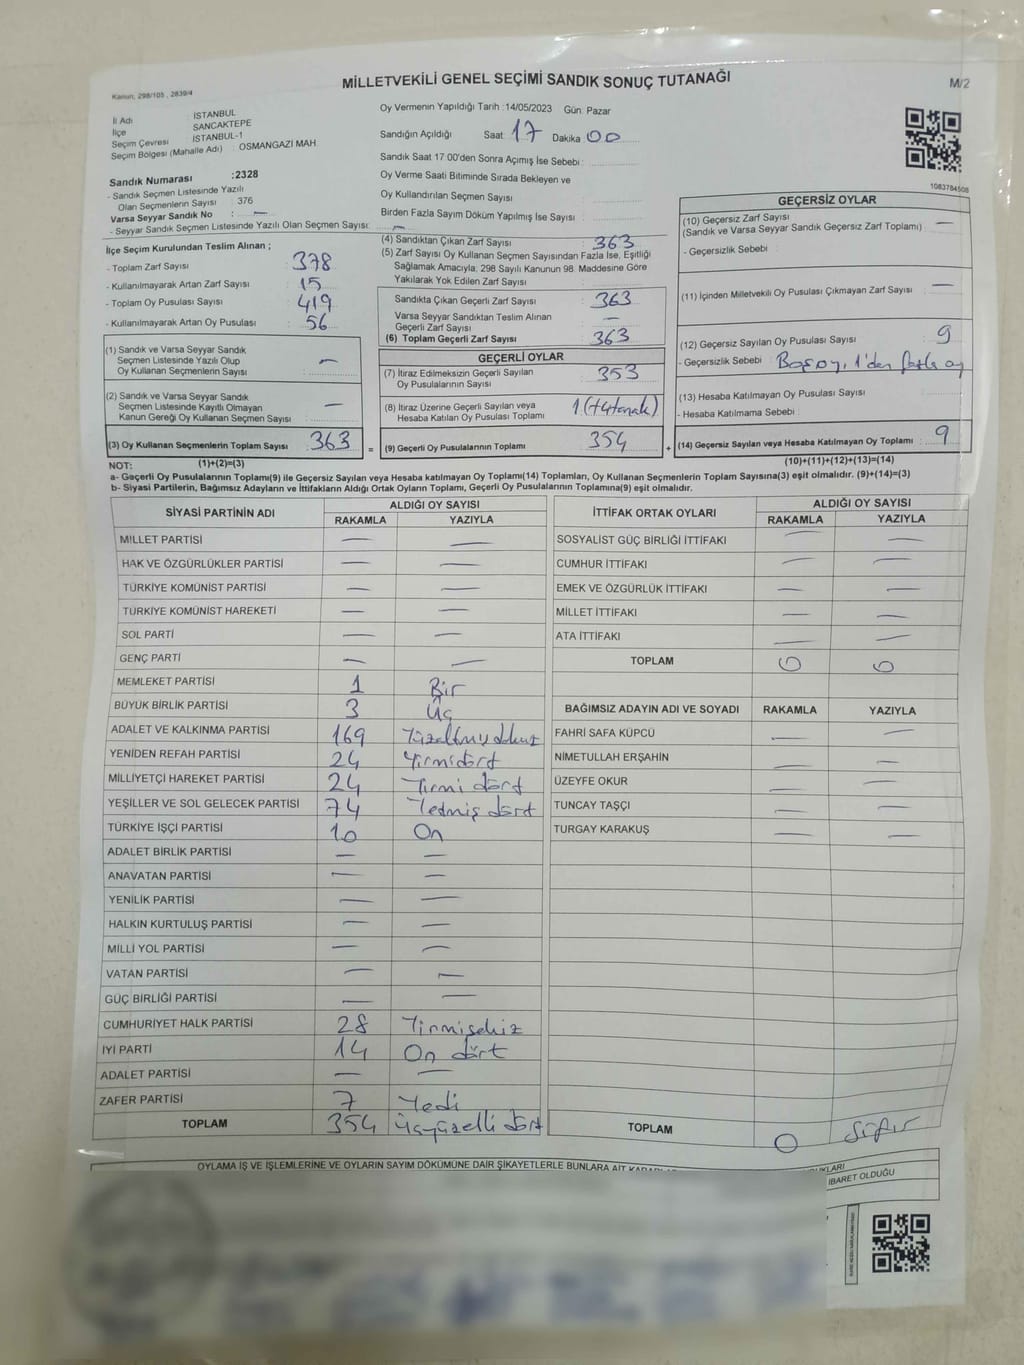 Kanun, 298/105 , 2839/4
MİLLETVEKİLİ GENEL SEÇİMİ SANDIK SONUÇ TUTANAĞI
M/2
İl Adı : İSTANBUL
İlçe SANCAKTEPE
Seçim Çevresi : İSTANBUL-1
Seçim Bölgesi (Mahalle Adı) : OSMANGAZİ MAH.
Sandık Numarası :2328
- Sandık Seçmen Listesinde Yazılı
Olan Seçmenlerin Sayısı : 376
Varsa Seyyar Sandık No : —
- Seyyar Sandık Seçmen Listesinde Yazılı Olan Seçmen Sayısı: —
Oy Vermenin Yapıldığı Tarih :14/05/2023 Gün: Pazar
Sandığın Açıldığı Saat 17 Dakika 00
Sandık Saat 17:00'den Sonra Açımış İse Sebebi :
Oy Verme Saati Bitiminde Sırada Bekleyen ve
Oy Kullandırılan Seçmen Sayısı :
Birden Fazla Sayım Döküm Yapılmış İse Sayısı :
1083784508
İlçe Seçim Kurulundan Teslim Alınan ;
- Toplam Zarf Sayısı : 378
- Kullanılmayarak Artan Zarf Sayısı : 15
- Toplam Oy Pusulası Sayısı : 419
- Kullanılmayarak Artan Oy Pusulası : 56
(1) Sandık ve Varsa Seyyar Sandık
Seçmen Listesinde Yazılı Olup
Oy Kullanan Seçmenlerin Sayısı : —
(2) Sandık ve Varsa Seyyar Sandık
Seçmen Listesinde Kayıtlı Olmayan
Kanun Gereği Oy Kullanan Seçmen Sayısı : —
(3) Oy Kullanan Seçmenlerin Toplam Sayısı : 363 =
(4) Sandıktan Çıkan Zarf Sayısı : 363
(5) Zarf Sayısı Oy Kullanan Seçmen Sayısından Fazla İse, Eşitliği
Sağlamak Amacıyla; 298 Sayılı Kanunun 98. Maddesine Göre
Yakılarak Yok Edilen Zarf Sayısı :
Sandıkta Çıkan Geçerli Zarf Sayısı : 363
Varsa Seyyar Sandıktan Teslim Alınan
Geçerli Zarf Sayısı : —
(6) Toplam Geçerli Zarf Sayısı : 363
GEÇERLİ OYLAR
(7) İtiraz Edilmeksizin Geçerli Sayılan
Oy Pusulalarının Sayısı : 353
(8) İtiraz Üzerine Geçerli Sayılan veya
Hesaba Katılan Oy Pusulası Toplamı : 1 (tutanak)
(9) Geçerli Oy Pusulalarının Toplamı : 354 +
GEÇERSİZ OYLAR
(10) Geçersiz Zarf Sayısı
(Sandık ve Varsa Seyyar Sandık Geçersiz Zarf Toplamı) : —
- Geçersizlik Sebebi :
(11) İçinden Milletvekili Oy Pusulası Çıkmayan Zarf Sayısı : —
(12) Geçersiz Sayılan Oy Pusulası Sayısı : 9
- Geçersizlik Sebebi : Boş oy, 1'den fazla oy
(13) Hesaba Katılmayan Oy Pusulası Sayısı :
- Hesaba Katılmama Sebebi :
(14) Geçersiz Sayılan veya Hesaba Katılmayan Oy Toplamı : 9
NOT: (1)+(2)=(3) (10)+(11)+(12)+(13)=(14)
a- Geçerli Oy Pusulalarının Toplamı(9) ile Geçersiz Sayılan veya Hesaba katılmayan Oy Toplamı(14) Toplamları, Oy Kullanan Seçmenlerin Toplam Sayısına(3) eşit olmalıdır. (9)+(14)=(3)
b- Siyasi Partilerin, Bağımsız Adayların ve İttifakların Aldığı Ortak Oyların Toplamı, Geçerli Oy Pusulalarının Toplamına(9) eşit olmalıdır.
SİYASİ PARTİNİN ADI ALDIĞI OY SAYISI
RAKAMLA YAZIYLA
MİLLET PARTİSİ — —
HAK VE ÖZGÜRLÜKLER PARTİSİ — —
TÜRKİYE KOMÜNİST PARTİSİ — —
TÜRKİYE KOMÜNİST HAREKETİ — —
SOL PARTİ — —
GENÇ PARTİ — —
MEMLEKET PARTİSİ 1 Bir
BÜYÜK BİRLİK PARTİSİ 3 Üç
ADALET VE KALKINMA PARTİSİ 169 Yüzaltmış dokuz
YENİDEN REFAH PARTİSİ 24 Yirmidört
MİLLİYETÇİ HAREKET PARTİSİ 24 Yirmi dört
YEŞİLLER VE SOL GELECEK PARTİSİ 74 Yetmiş dört
TÜRKİYE İŞÇİ PARTİSİ 10 On
ADALET BİRLİK PARTİSİ — —
ANAVATAN PARTİSİ — —
YENİLİK PARTİSİ — —
HALKIN KURTULUŞ PARTİSİ — —
MİLLİ YOL PARTİSİ — —
VATAN PARTİSİ — —
GÜÇ BİRLİĞİ PARTİSİ — —
CUMHURİYET HALK PARTİSİ 28 Yirmisekiz
İYİ PARTİ 14 On dört
ADALET PARTİSİ — —
ZAFER PARTİSİ 7 Yedi
TOPLAM 354 Üçyüzelli dört
İTTİFAK ORTAK OYLARI ALDIĞI OY SAYISI
RAKAMLA YAZIYLA
SOSYALİST GÜÇ BİRLİĞİ İTTİFAKI — —
CUMHUR İTTİFAKI — —
EMEK VE ÖZGÜRLÜK İTTİFAKI — —
MİLLET İTTİFAKI — —
ATA İTTİFAKI — —
TOPLAM 0 0
BAĞIMSIZ ADAYIN ADI VE SOYADI RAKAMLA YAZIYLA
FAHRİ SAFA KÜPCÜ — —
NİMETULLAH ERŞAHİN — —
ÜZEYFE OKUR — —
TUNCAY TAŞÇI — —
TURGAY KARAKUŞ — —
TOPLAM 0 Sıfır
OYLAMA İŞ VE İŞLEMLERİNE VE OYLARIN SAYIM DÖKÜMÜNE DAİR ŞİKAYETLERLE BUNLARA AİT
İBARET OLDUĞU